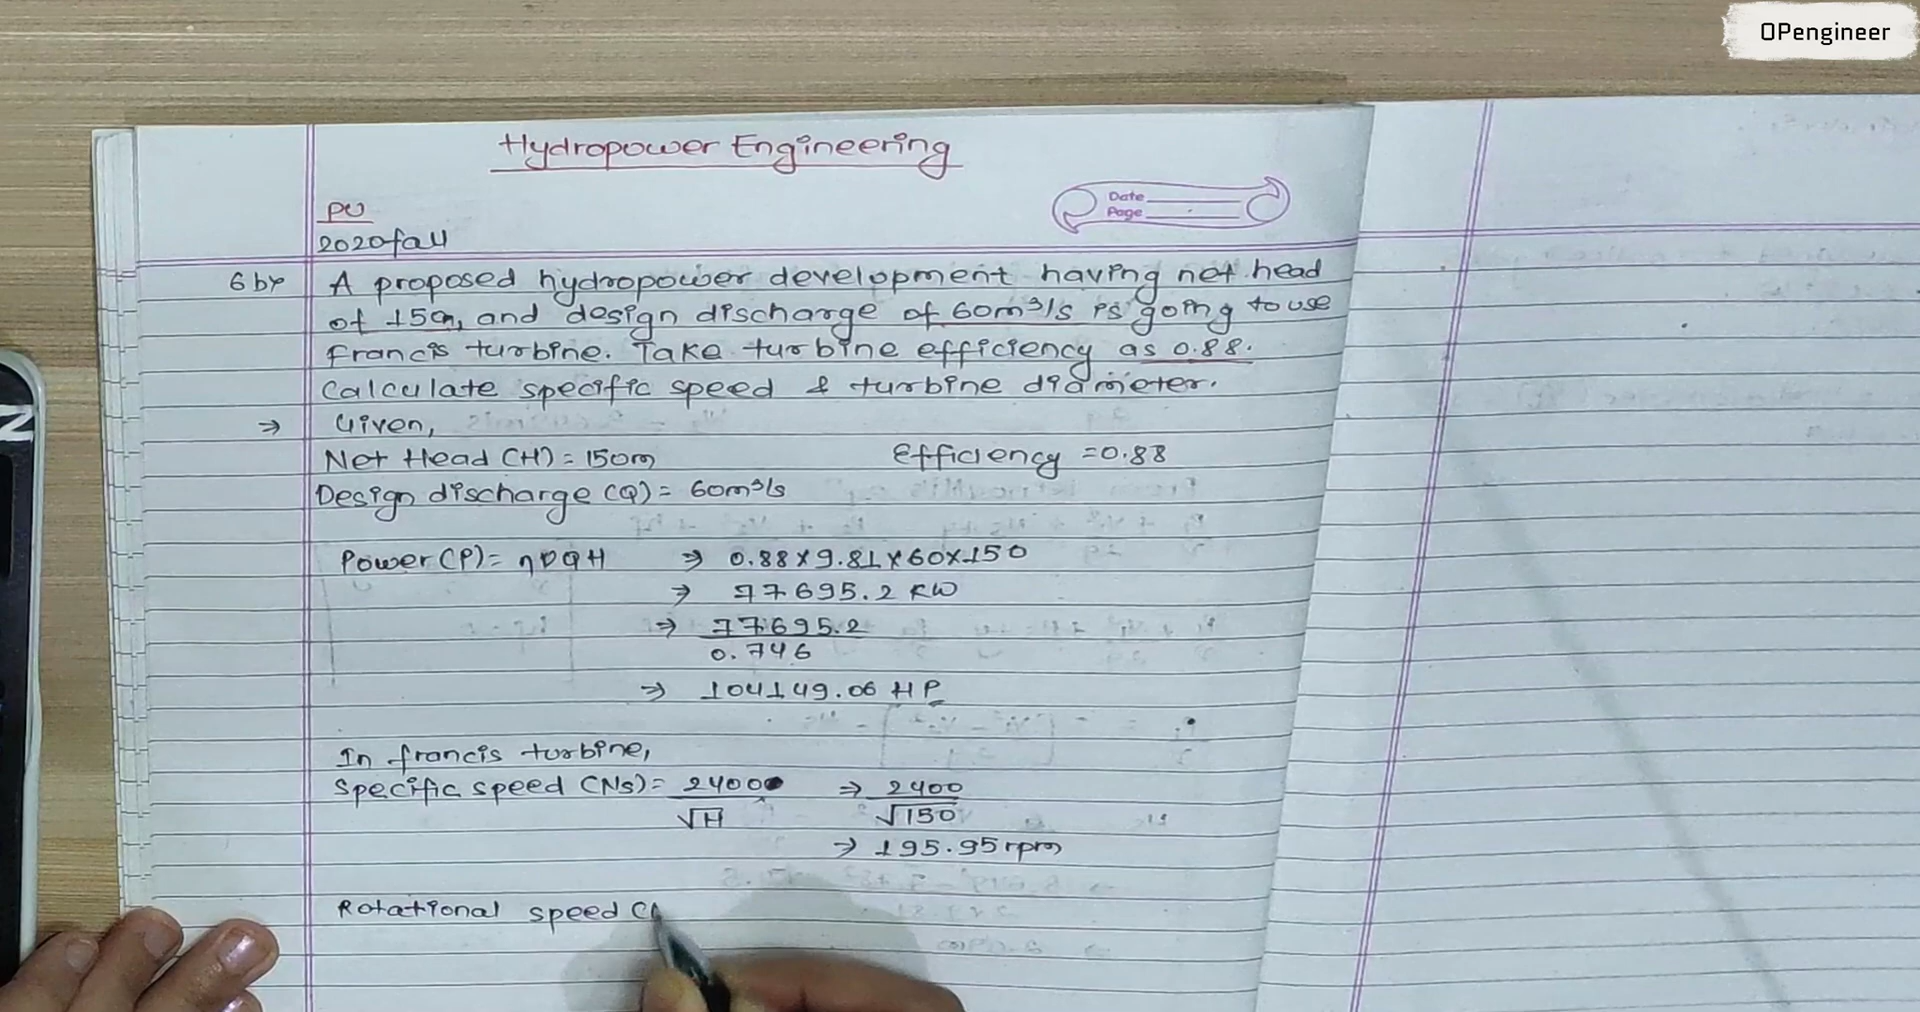 OPengineer
Hydropower Engineering
Date
Page
PU
2020 fall
6 b)
A proposed hydropower development having net head
of 150m, and design discharge of 60m³/s is going to use
francis turbine. Take turbine efficiency as 0.88.
Calculate specific speed & turbine diameter.
⇒ Given,
Net Head (H) = 150m Efficiency = 0.88
Design discharge (Q) = 60m³/s
Power (P) = ηγQH ⇒ 0.88×9.81×60×150
⇒ 77695.2 KW
⇒ 77695.2
0.746
⇒ 104149.06 HP
In francis turbine,
Specific speed (Ns) = 2400 ⇒ 2400
√H √150
⇒ 195.95 rpm
Rotational speed (